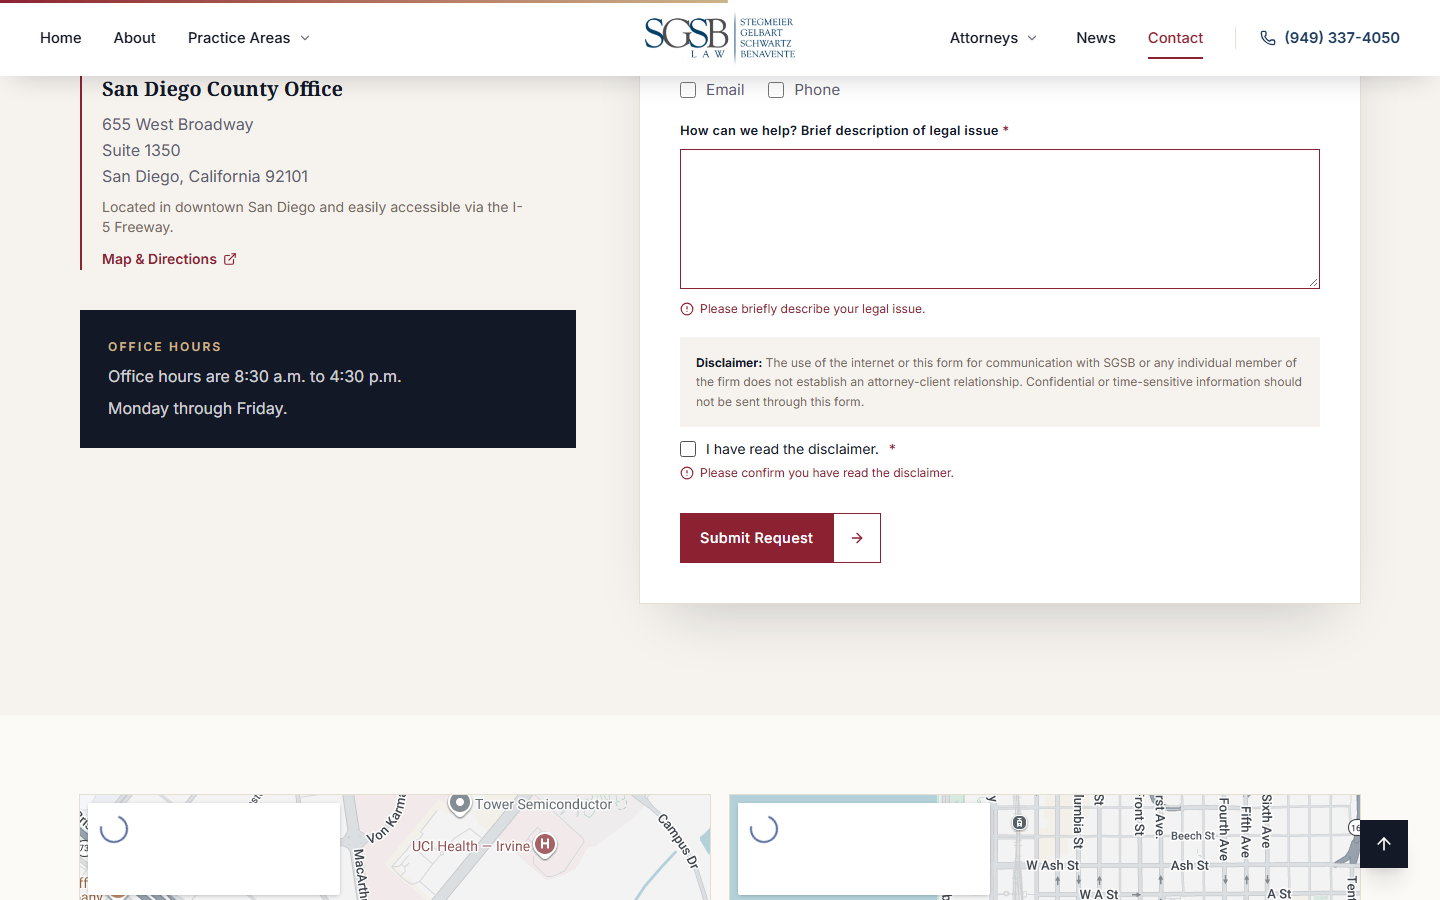 Home
About
Practice Areas
SGSB
LAW
STEGMEIER
GELBART
SCHWARTZ
BENAVENTE
Attorneys
News
Contact
(949) 337-4050
San Diego County Office
655 West Broadway
Suite 1350
San Diego, California 92101
Located in downtown San Diego and easily accessible via the I-
5 Freeway.
Map & Directions
OFFICE HOURS
Office hours are 8:30 a.m. to 4:30 p.m.
Monday through Friday.
Email
Phone
How can we help? Brief description of legal issue *
Please briefly describe your legal issue.
Disclaimer: The use of the internet or this form for communication with SGSB or any individual member of
the firm does not establish an attorney-client relationship. Confidential or time-sensitive information should
not be sent through this form.
I have read the disclaimer. *
Please confirm you have read the disclaimer.
Submit Request
Tower Semiconductor
UCI Health – Irvine
H
Campus Dr
Beech St
W Ash St
Ash St
W A St
A St
Fourth Ave
Fifth Ave
Sixth Ave